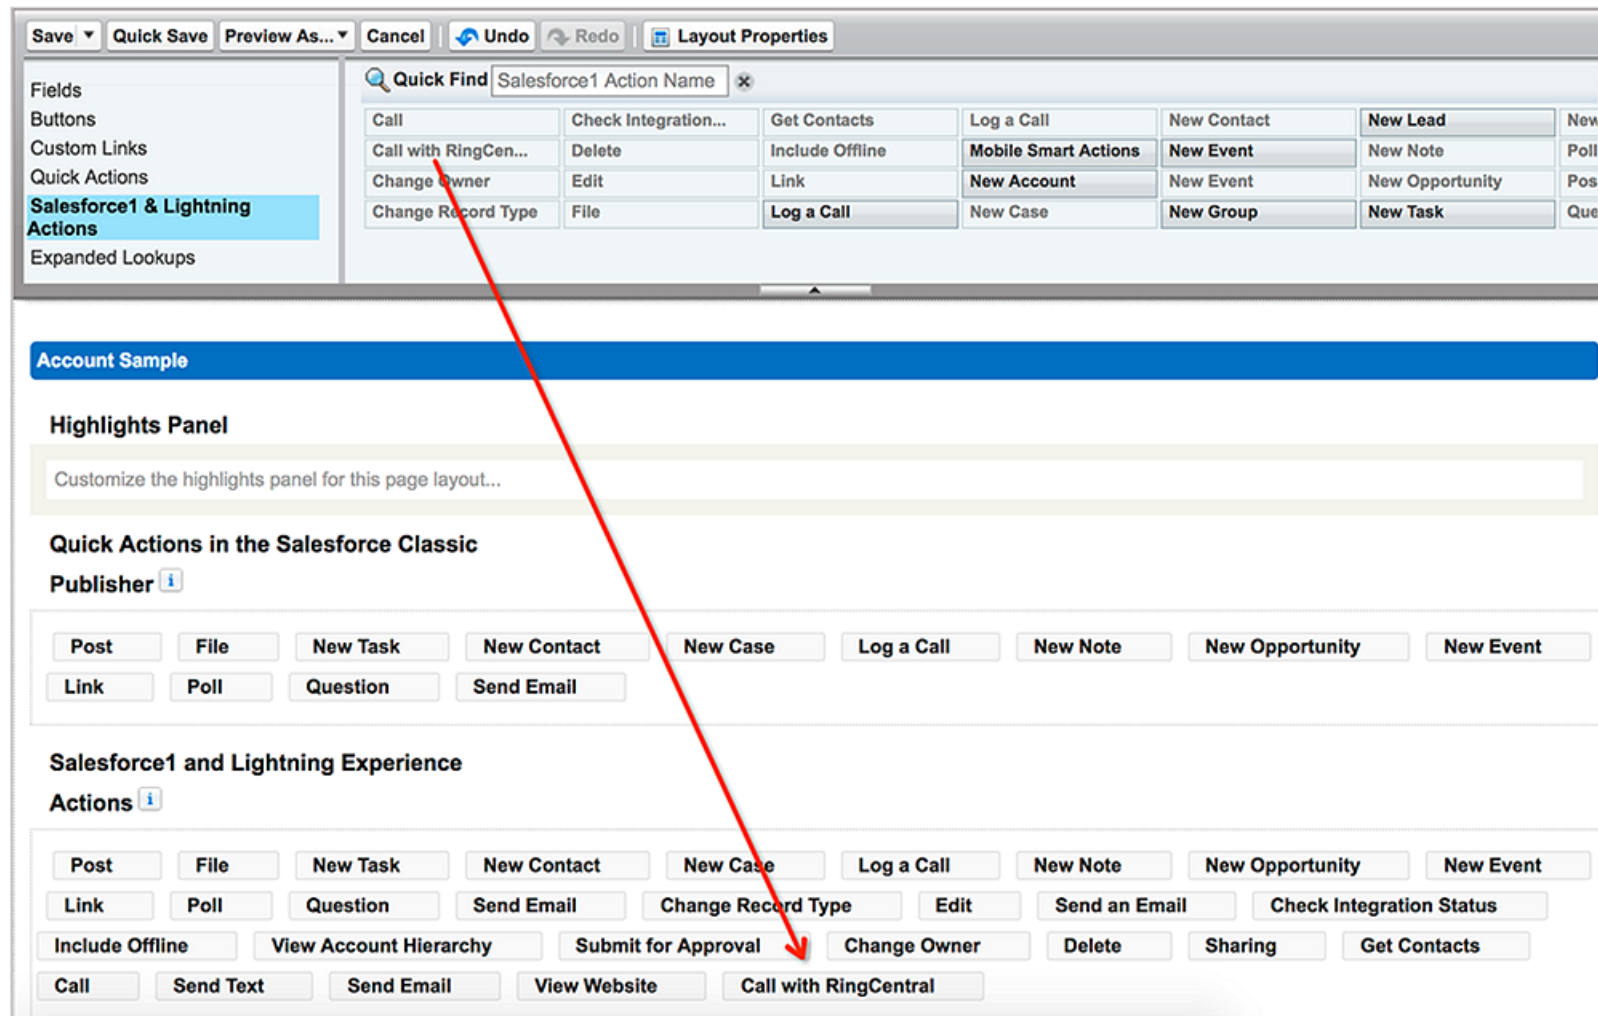 Save Quick Save Preview As... Cancel Undo Redo Layout Properties
Fields
Buttons
Custom Links
Quick Actions
Salesforce1 & Lightning
Actions
Expanded Lookups
Quick Find Salesforce1 Action Name
Call Check Integration... Get Contacts Log a Call New Contact New Lead New
Call with RingCen... Delete Include Offline Mobile Smart Actions New Event New Note Poll
Change Owner Edit Link New Account New Event New Opportunity Pos
Change Record Type File Log a Call New Case New Group New Task Que
Account Sample
Highlights Panel
Customize the highlights panel for this page layout...
Quick Actions in the Salesforce Classic
Publisher i
Post File New Task New Contact New Case Log a Call New Note New Opportunity New Event
Link Poll Question Send Email
Salesforce1 and Lightning Experience
Actions i
Post File New Task New Contact New Case Log a Call New Note New Opportunity New Event
Link Poll Question Send Email Change Record Type Edit Send an Email Check Integration Status
Include Offline View Account Hierarchy Submit for Approval Change Owner Delete Sharing Get Contacts
Call Send Text Send Email View Website Call with RingCentral